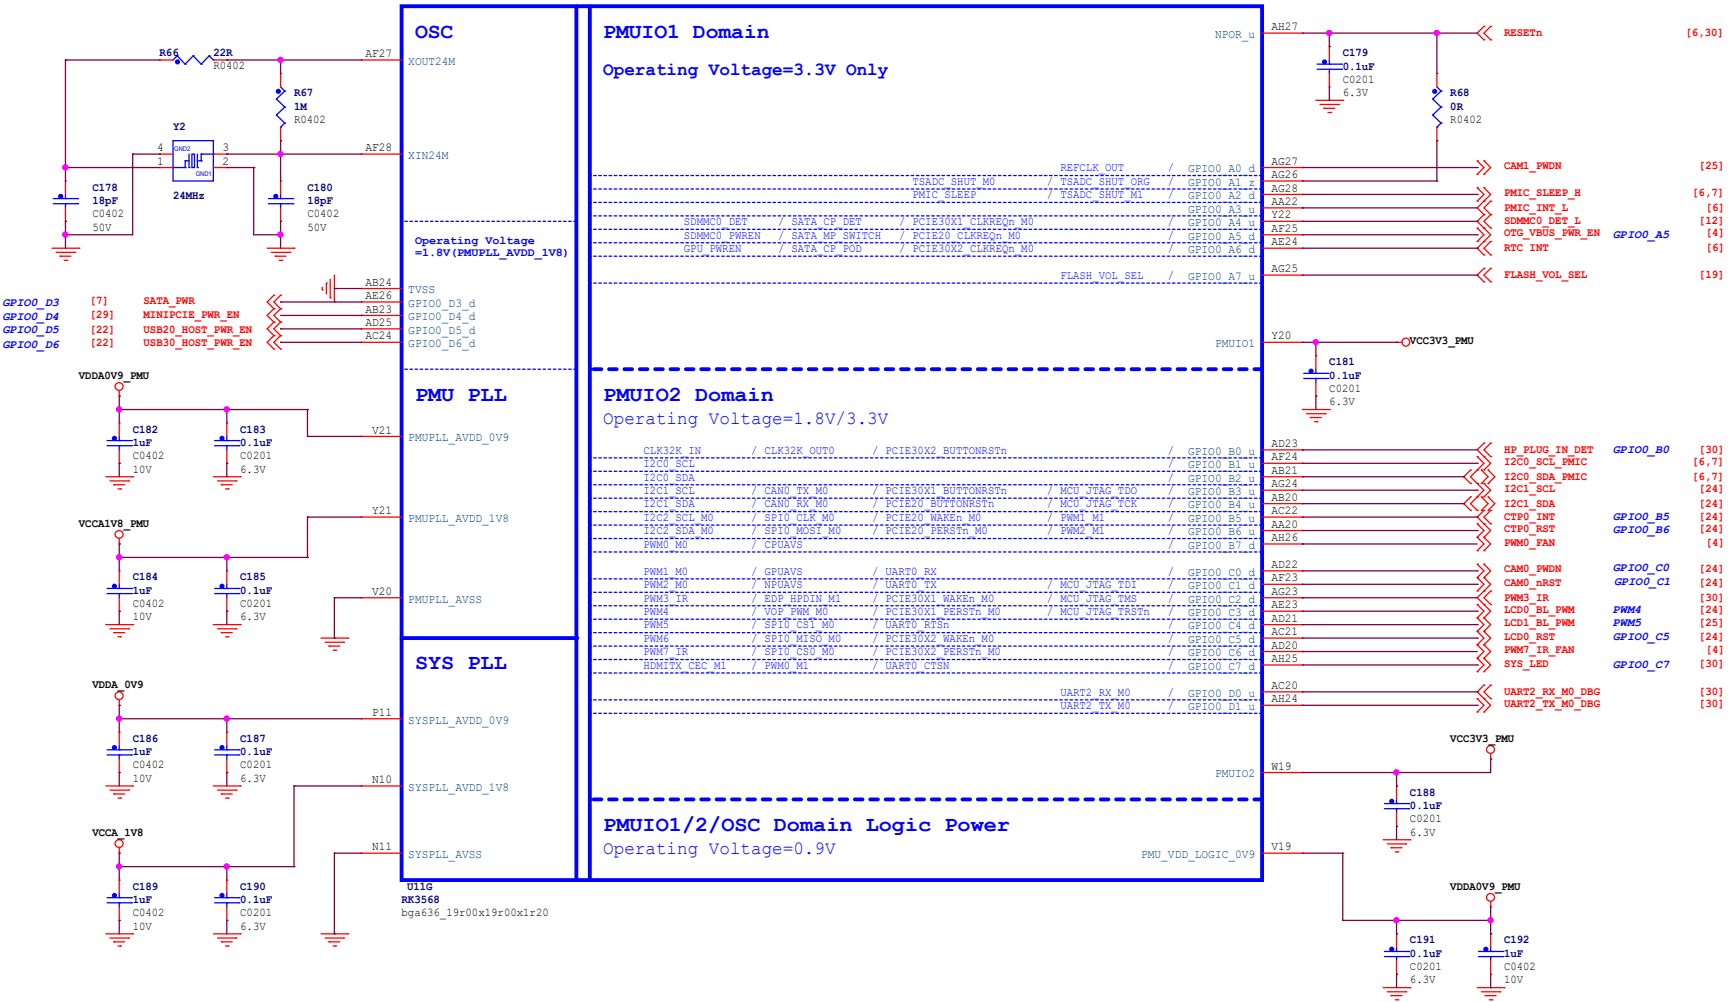 OSC
PMUIO1 Domain
Operating Voltage=3.3V Only
R66 22R
R0402
AF27
XOUT24M
R67
1M
R0402
Y2
4 GND2 3
1 GND1 2
24MHz
AF28
XIN24M
C178
18pF
C0402
50V
C180
18pF
C0402
50V
Operating Voltage
=1.8V(PMUPLL_AVDD_1V8)
AB24 TVSS
GPIO0_D3 [7] SATA_PWR AE26 GPIO0_D3_d
GPIO0_D4 [29] MINIPCIE_PWR_EN AB23 GPIO0_D4_d
GPIO0_D5 [22] USB20_HOST_PWR_EN AD25 GPIO0_D5_d
GPIO0_D6 [22] USB30_HOST_PWR_EN AC24 GPIO0_D6_d
VDDA0V9_PMU
C182
1uF
C0402
10V
C183
0.1uF
C0201
6.3V
PMU PLL
V21 PMUPLL_AVDD_0V9
VCCA1V8_PMU
Y21 PMUPLL_AVDD_1V8
C184
1uF
C0402
10V
C185
0.1uF
C0201
6.3V
V20 PMUPLL_AVSS
SYS PLL
VDDA_0V9
P11 SYSPLL_AVDD_0V9
C186
1uF
C0402
10V
C187
0.1uF
C0201
6.3V
N10 SYSPLL_AVDD_1V8
VCCA_1V8
N11 SYSPLL_AVSS
C189
1uF
C0402
10V
C190
0.1uF
C0201
6.3V
U11G
RK3568
bga636_19r00x19r00x1r20
NPOR_u AH27 RESETn [6,30]
C179
0.1uF
C0201
6.3V
R68
0R
R0402
REFCLK_OUT / GPIO0_A0_d AG27 CAM1_PWDN [25]
TSADC_SHUT_M0 / TSADC_SHUT_ORG / GPIO0_A1_z AG26
PMIC_SLEEP / TSADC_SHUT_M1 / GPIO0_A2_d AG28 PMIC_SLEEP_H [6,7]
GPIO0_A3_u AA22 PMIC_INT_L [6]
SDMMC0_DET / SATA_CP_DET / PCIE30X1_CLKREQn_M0 / GPIO0_A4_u Y22 SDMMC0_DET_L [12]
SDMMC0_PWREN / SATA_MP_SWITCH / PCIE20_CLKREQn_M0 / GPIO0_A5_d AF25 OTG_VBUS_PWR_EN GPIO0_A5 [4]
GPU_PWREN / SATA_CP_POD / PCIE30X2_CLKREQn_M0 / GPIO0_A6_d AE24 RTC_INT [6]
FLASH_VOL_SEL / GPIO0_A7_u AG25 FLASH_VOL_SEL [19]
PMUIO1 Y20 VCC3V3_PMU
C181
0.1uF
C0201
6.3V
PMUIO2 Domain
Operating Voltage=1.8V/3.3V
CLK32K_IN / CLK32K_OUT0 / PCIE30X2_BUTTONRSTn / GPIO0_B0_u AD23 HP_PLUG_IN_DET GPIO0_B0 [30]
I2C0_SCL / GPIO0_B1_u AF24 I2C0_SCL_PMIC [6,7]
I2C0_SDA / GPIO0_B2_u AB21 I2C0_SDA_PMIC [6,7]
I2C1_SCL / CAN0_TX_M0 / PCIE30X1_BUTTONRSTn / MCU_JTAG_TDO / GPIO0_B3_u AG24 I2C1_SCL [24]
I2C1_SDA / CAN0_RX_M0 / PCIE20_BUTTONRSTn / MCU_JTAG_TCK / GPIO0_B4_u AB20 I2C1_SDA [24]
I2C2_SCL_M0 / SPI0_CLK_M0 / PCIE20_WAKEn_M0 / PWM1_M1 / GPIO0_B5_u AC22 CTP0_INT GPIO0_B5 [24]
I2C2_SDA_M0 / SPI0_MOSI_M0 / PCIE20_PERSTn_M0 / PWM2_M1 / GPIO0_B6_u AA20 CTP0_RST GPIO0_B6 [24]
PWM0_M0 / CPUAVS / GPIO0_B7_d AH26 PWM0_FAN [4]
PWM1_M0 / GPUAVS / UART0_RX / GPIO0_C0_d AD22 CAM0_PWDN GPIO0_C0 [24]
PWM2_M0 / NPUAVS / UART0_TX / MCU_JTAG_TDI / GPIO0_C1_d AF23 CAM0_nRST GPIO0_C1 [24]
PWM3_IR / EDP_HPDIN_M1 / PCIE30X1_WAKEn_M0 / MCU_JTAG_TMS / GPIO0_C2_d AG23 PWM3_IR [30]
PWM4 / VOP_PWM_M0 / PCIE30X1_PERSTn_M0 / MCU_JTAG_TRSTn / GPIO0_C3_d AE23 LCD0_BL_PWM PWM4 [24]
PWM5 / SPI0_CS1_M0 / UART0_RTSn / GPIO0_C4_d AD21 LCD1_BL_PWM PWM5 [25]
PWM6 / SPI0_MISO_M0 / PCIE30X2_WAKEn_M0 / GPIO0_C5_d AC21 LCD0_RST GPIO0_C5 [24]
PWM7_IR / SPI0_CS0_M0 / PCIE30X2_PERSTn_M0 / GPIO0_C6_d AD20 PWM7_IR_FAN [4]
HDMITX_CEC_M1 / PWM0_M1 / UART0_CTSN / GPIO0_C7_d AH25 SYS_LED GPIO0_C7 [30]
UART2_RX_M0 / GPIO0_D0_u AC20 UART2_RX_M0_DBG [30]
UART2_TX_M0 / GPIO0_D1_u AH24 UART2_TX_M0_DBG [30]
VCC3V3_PMU
PMUIO2 W19
C188
0.1uF
C0201
6.3V
PMUIO1/2/OSC Domain Logic Power
Operating Voltage=0.9V
PMU_VDD_LOGIC_0V9 V19
VDDA0V9_PMU
C191
0.1uF
C0201
6.3V
C192
1uF
C0402
10V